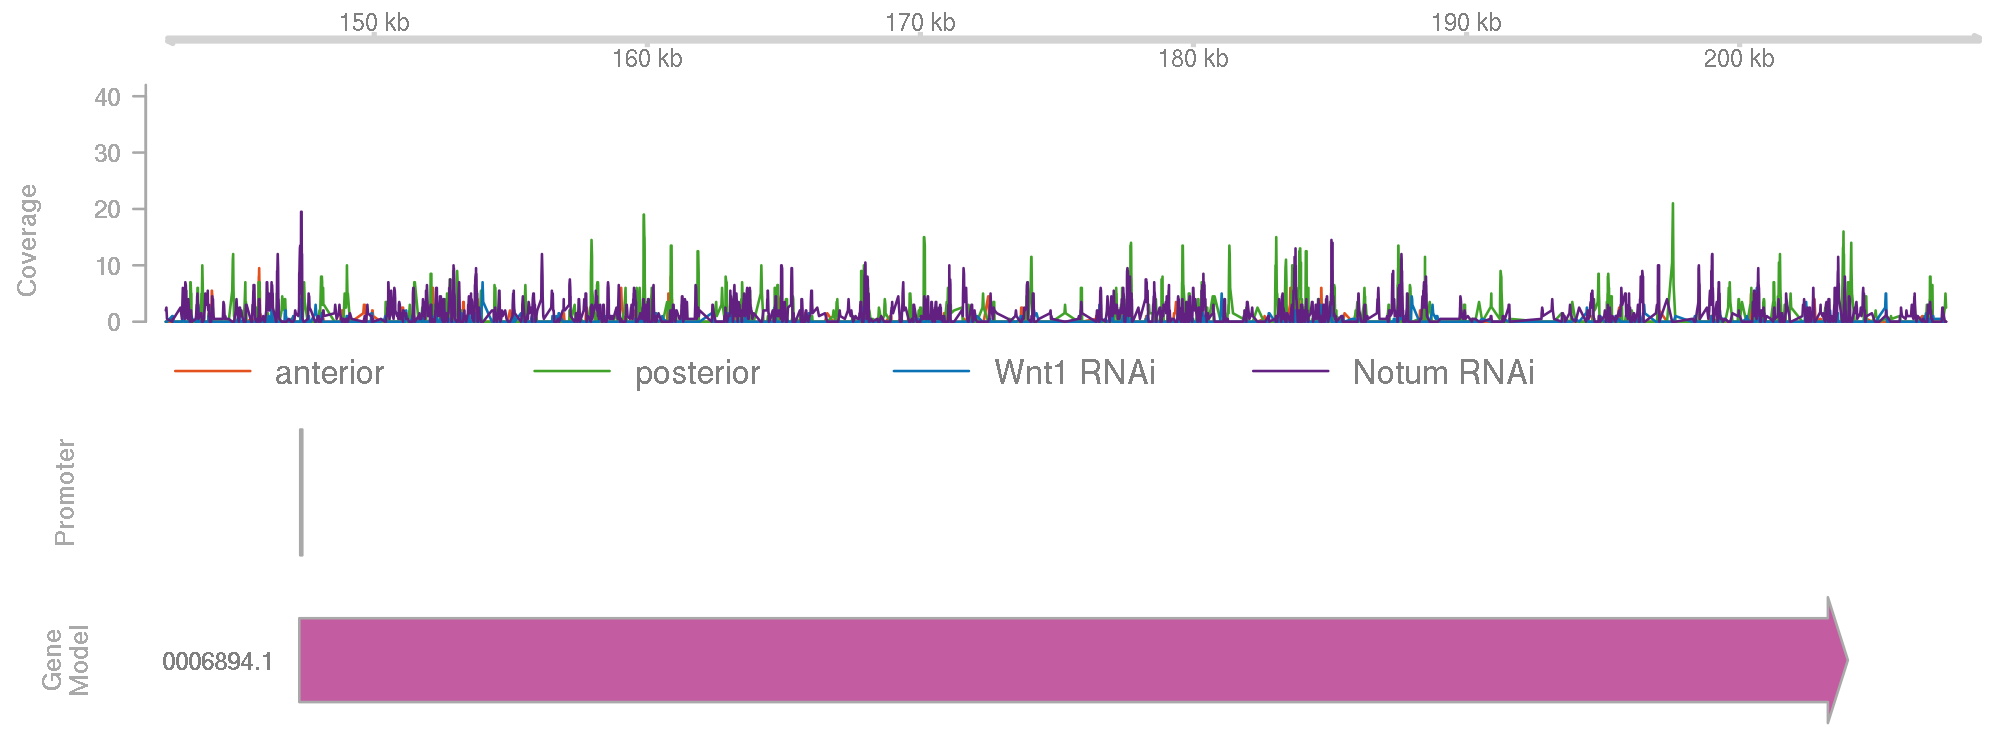 150 kb 170 kb 190 kb
160 kb 180 kb 200 kb
Coverage
40
30
20
10
0
anterior posterior Wnt1 RNAi Notum RNAi
Promoter
Gene
Model
0006894.1